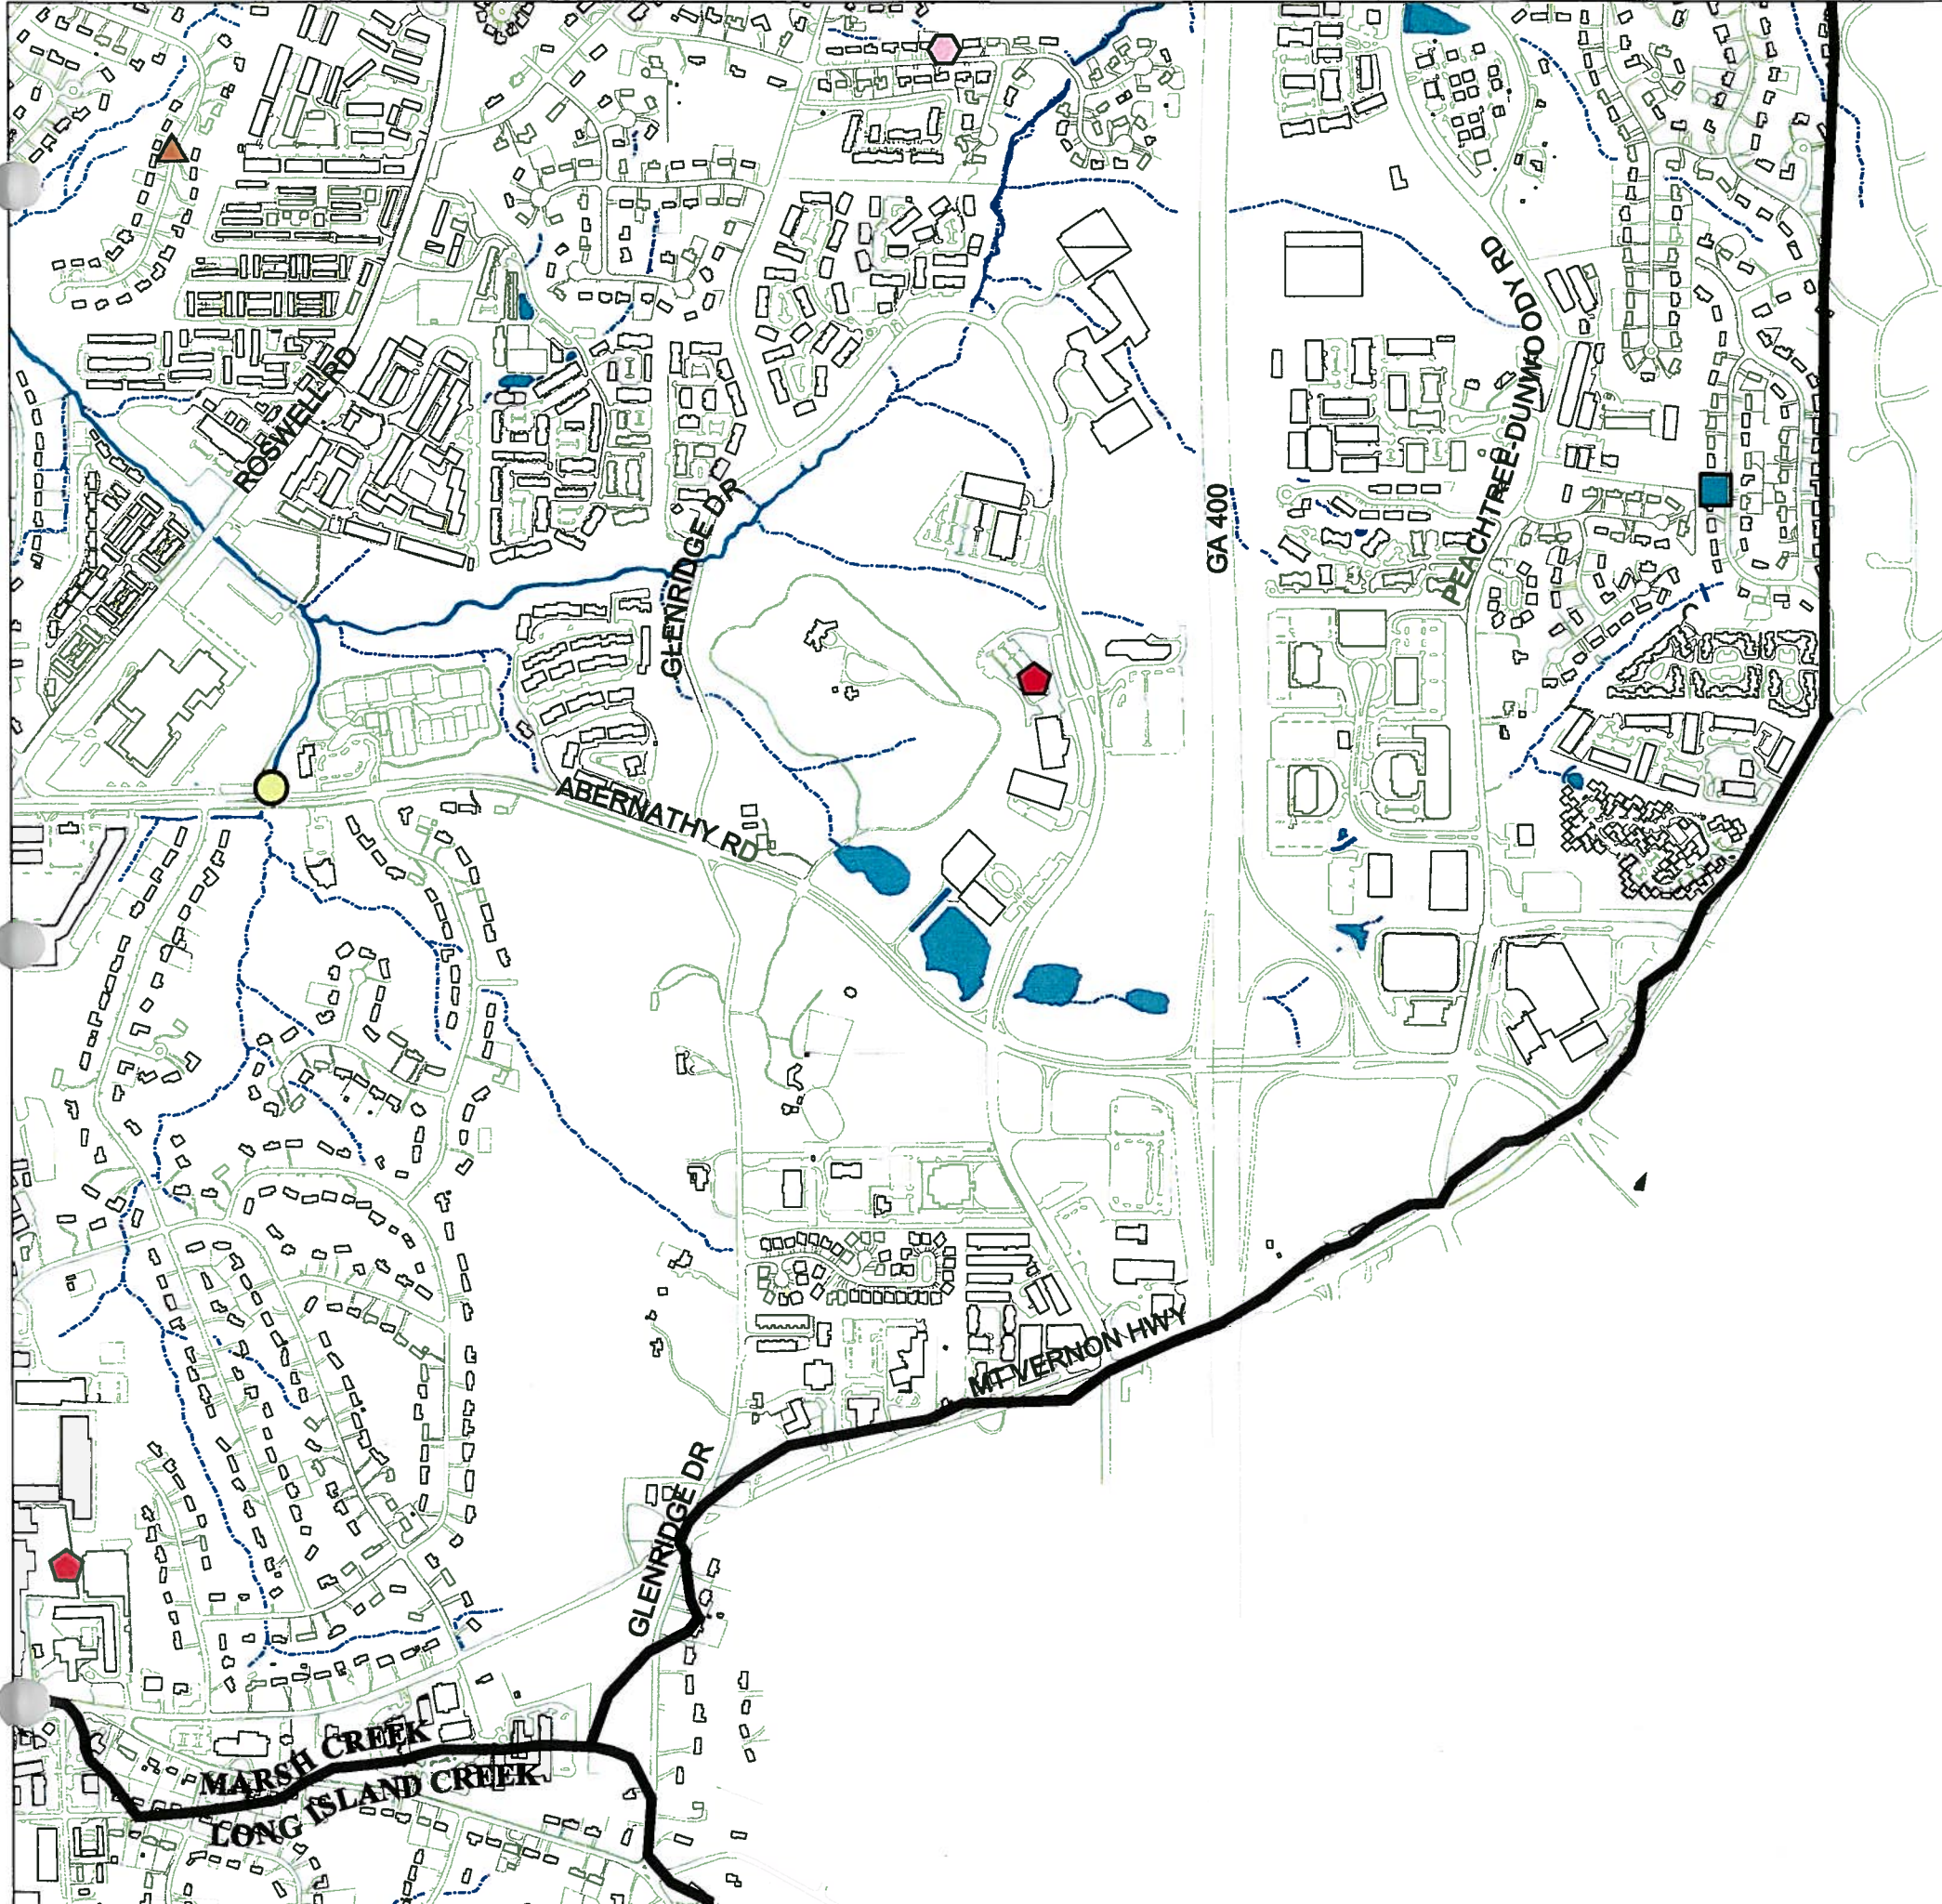 PEACHTREE-DUNWOODY RD
ROSWELL RD
GLENRIDGE DR
GA 400
ABERNATHY RD
MT VERNON HWY
GLENRIDGE DR
MARSH CREEK
LONG ISLAND CREEK